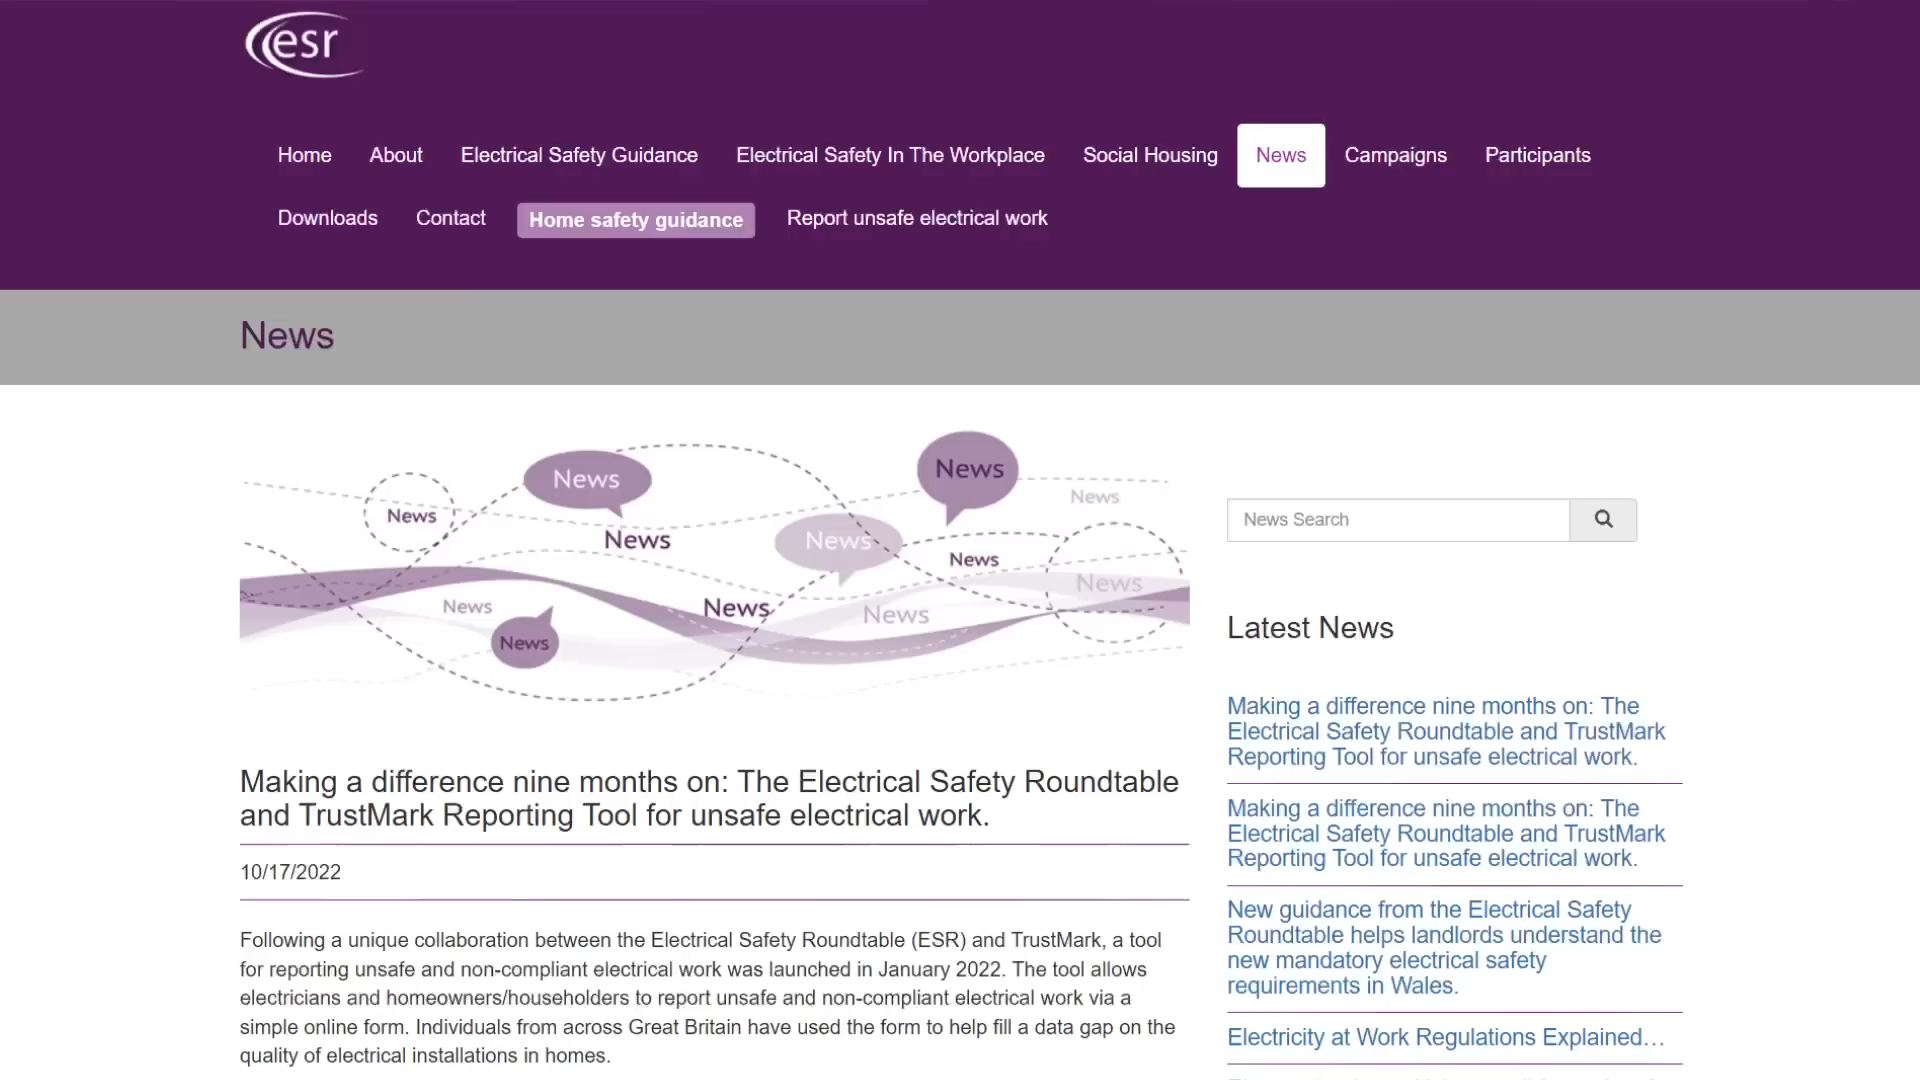 esr
Home About Electrical Safety Guidance Electrical Safety In The Workplace Social Housing News Campaigns Participants
Downloads Contact Home safety guidance Report unsafe electrical work
News
News
News
News
News
News
News
News
News
News
News
News
News
News Search
Making a difference nine months on: The Electrical Safety Roundtable
and TrustMark Reporting Tool for unsafe electrical work.
10/17/2022
Following a unique collaboration between the Electrical Safety Roundtable (ESR) and TrustMark, a tool
for reporting unsafe and non-compliant electrical work was launched in January 2022. The tool allows
electricians and homeowners/householders to report unsafe and non-compliant electrical work via a
simple online form. Individuals from across Great Britain have used the form to help fill a data gap on the
quality of electrical installations in homes.
Latest News
Making a difference nine months on: The
Electrical Safety Roundtable and TrustMark
Reporting Tool for unsafe electrical work.
Making a difference nine months on: The
Electrical Safety Roundtable and TrustMark
Reporting Tool for unsafe electrical work.
New guidance from the Electrical Safety
Roundtable helps landlords understand the
new mandatory electrical safety
requirements in Wales.
Electricity at Work Regulations Explained…